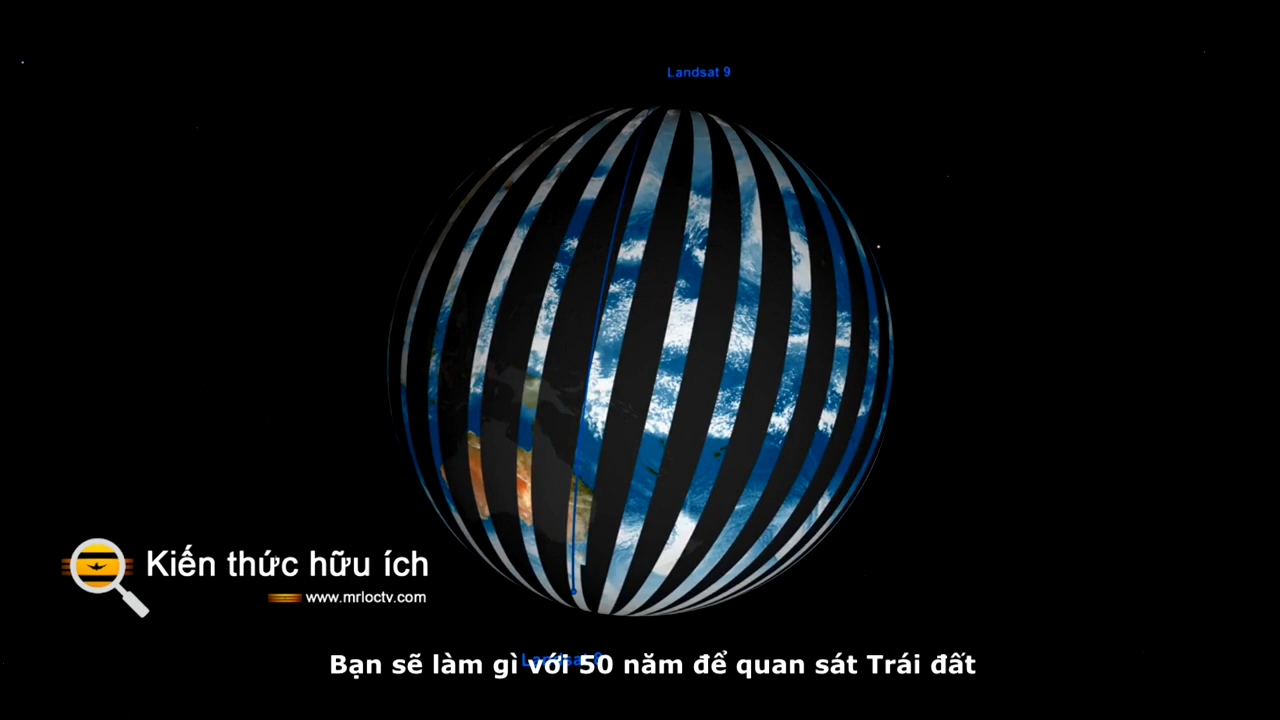 Landsat 9
Kiến thức hữu ích
www.mrloctv.com
Bạn sẽ làm gì với 50 năm để quan sát Trái đất